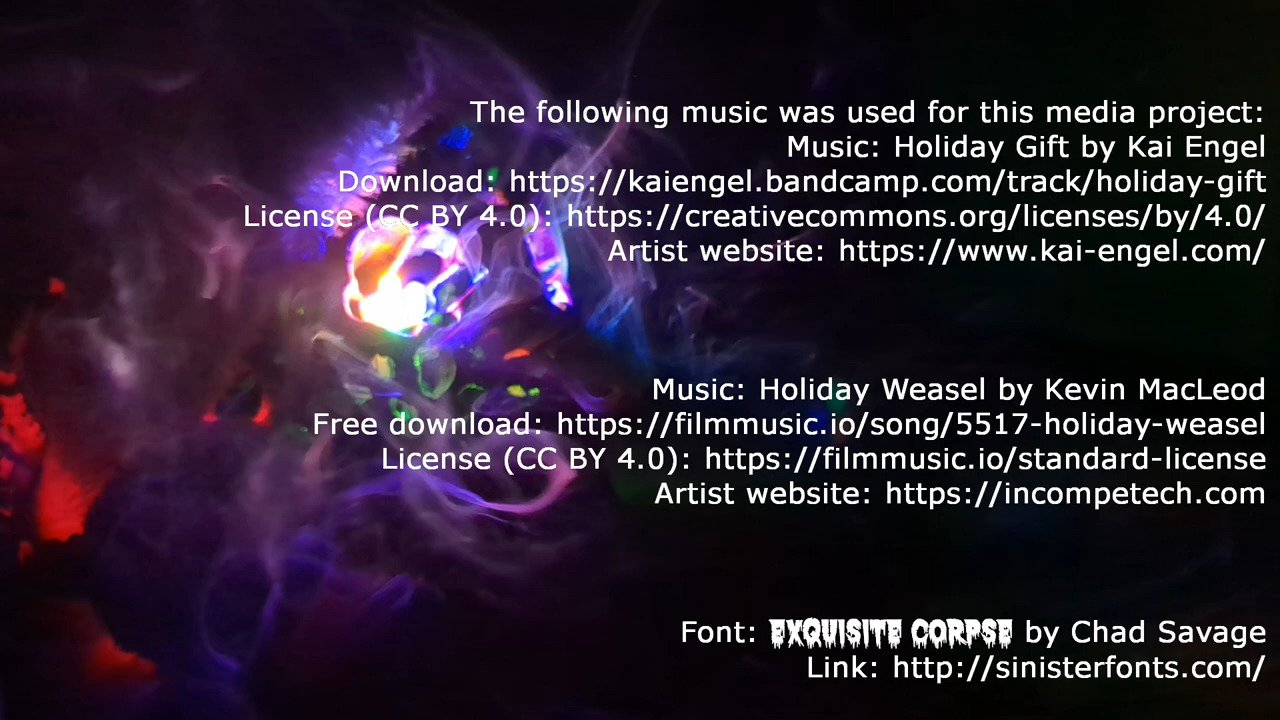 The following music was used for this media project:
Music: Holiday Gift by Kai Engel
Download: https://kaiengel.bandcamp.com/track/holiday-gift
License (CC BY 4.0): https://creativecommons.org/licenses/by/4.0/
Artist website: https://www.kai-engel.com/
Music: Holiday Weasel by Kevin MacLeod
Free download: https://filmmusic.io/song/5517-holiday-weasel
License (CC BY 4.0): https://filmmusic.io/standard-license
Artist website: https://incompetech.com
Font: EXQUISITE CORPSE by Chad Savage
Link: http://sinisterfonts.com/